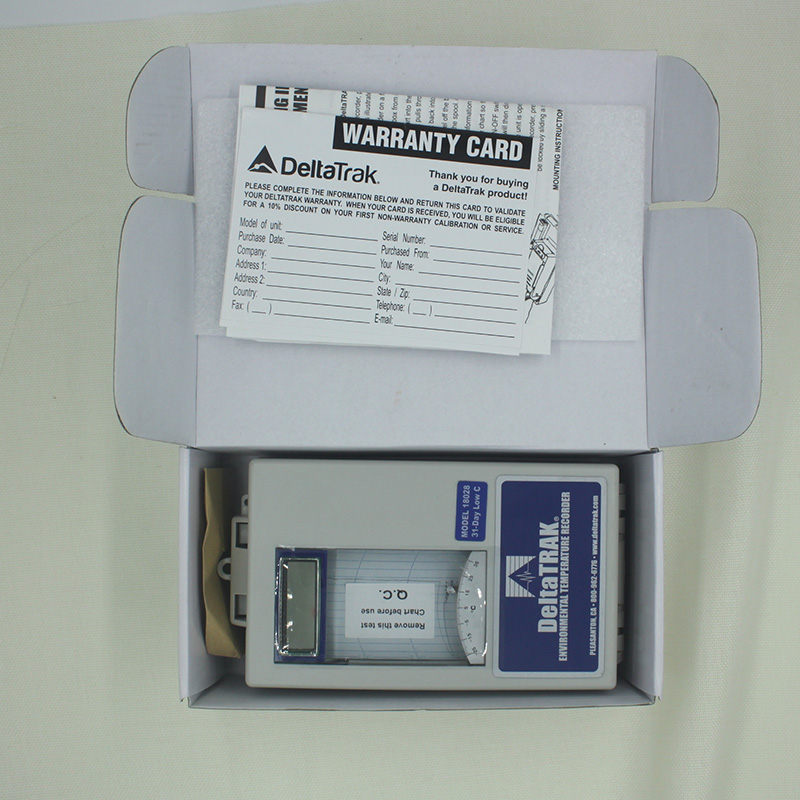 WARRANTY CARD
DeltaTrak®
Thank you for buying
a DeltaTrak product!
PLEASE COMPLETE THE INFORMATION BELOW AND RETURN THIS CARD TO VALIDATE
YOUR DELTATRAK WARRANTY. WHEN YOUR CARD IS RECEIVED, YOU WILL BE ELIGIBLE
FOR A 10% DISCOUNT ON YOUR FIRST NON-WARRANTY CALIBRATION OR SERVICE.
Model of unit: Serial Number:
Purchase Date: Purchased From:
Company: Your Name:
Address 1: City:
Address 2: State / Zip:
Country: Telephone: ( )
Fax: ( ) E-mail:
MOUNTING INSTRUCTION
MODEL 18028
31-Day Low C
DeltaTRAK®
ENVIRONMENTAL TEMPERATURE RECORDER
PLEASANTON, CA • 800-962-6776 • www.deltatrak.com
Remove this test
Chart before use
Q.C.